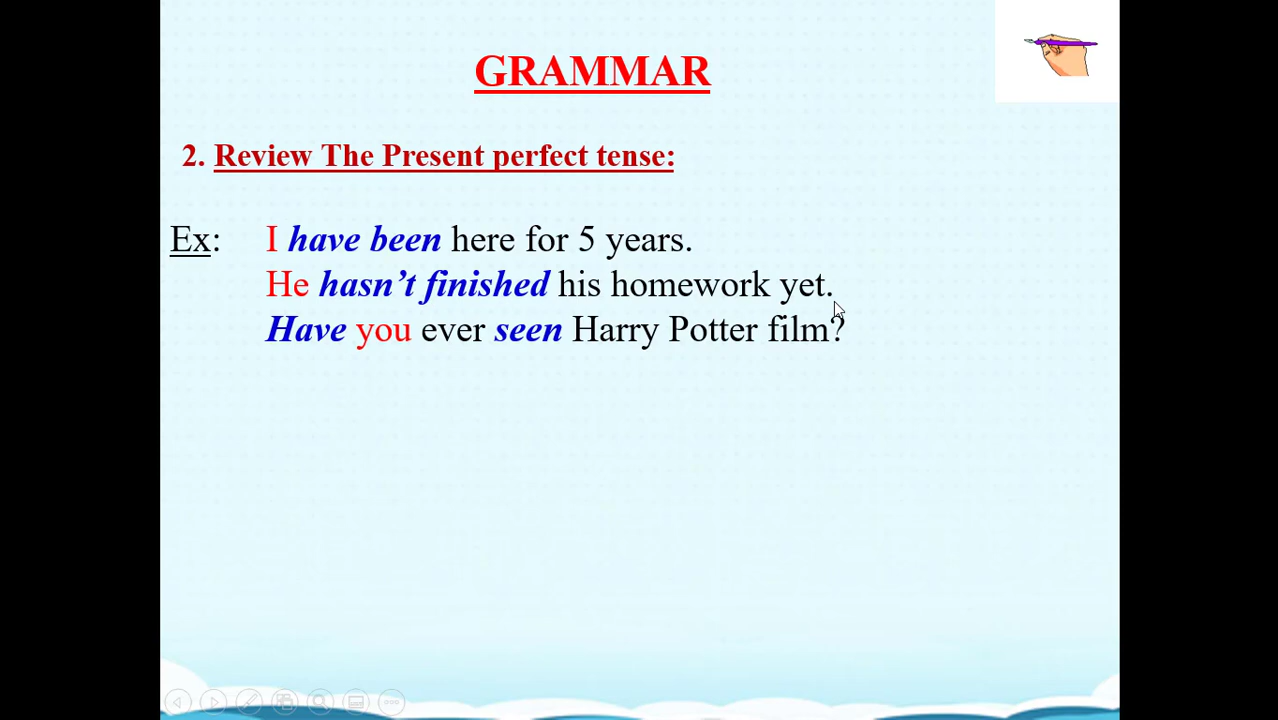 GRAMMAR
2. Review The Present perfect tense:
Ex: I have been here for 5 years.
He hasn’t finished his homework yet.
Have you ever seen Harry Potter film?